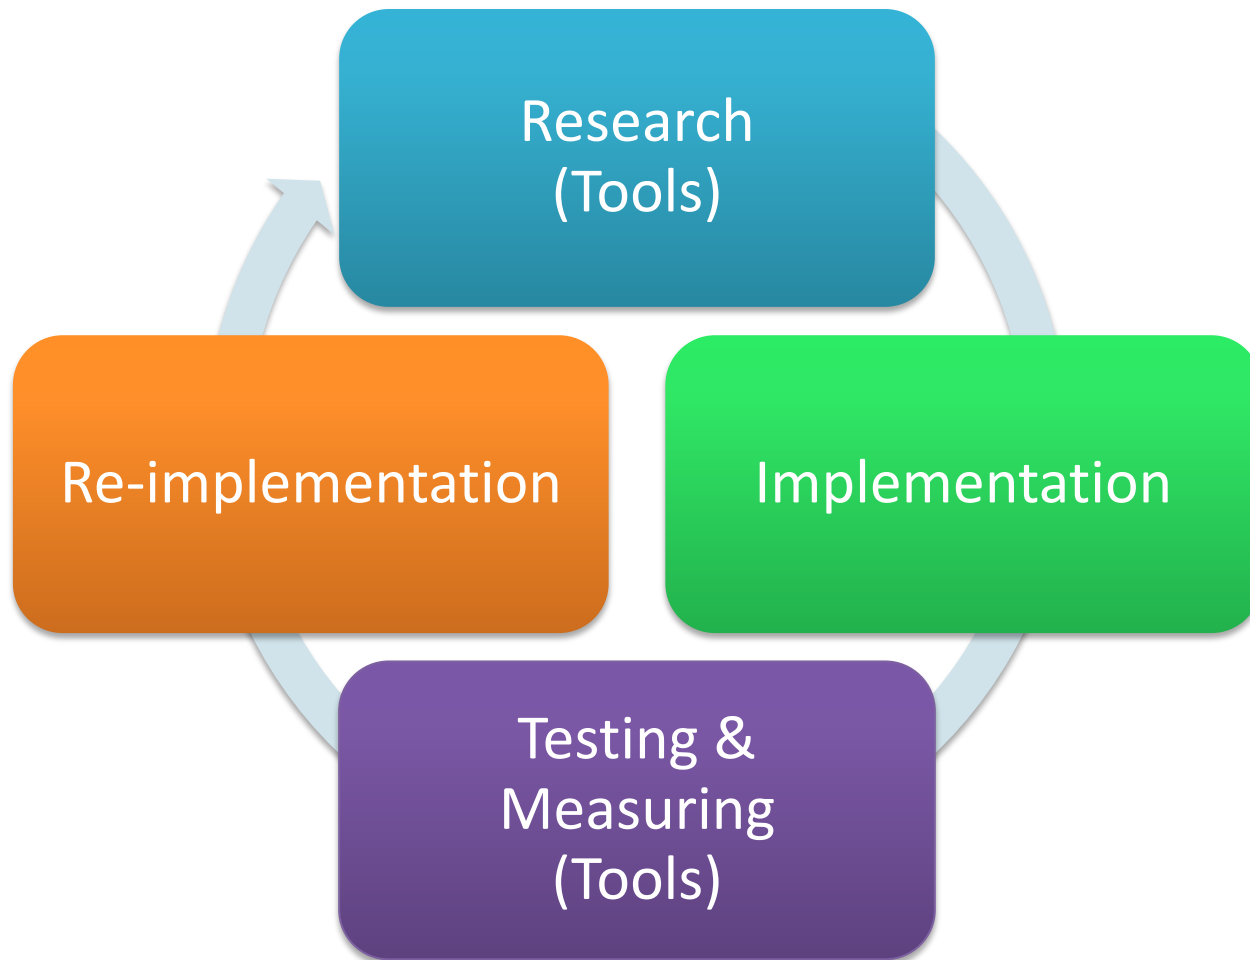 Research
(Tools)
Re-implementation
Implementation
Testing &
Measuring
(Tools)